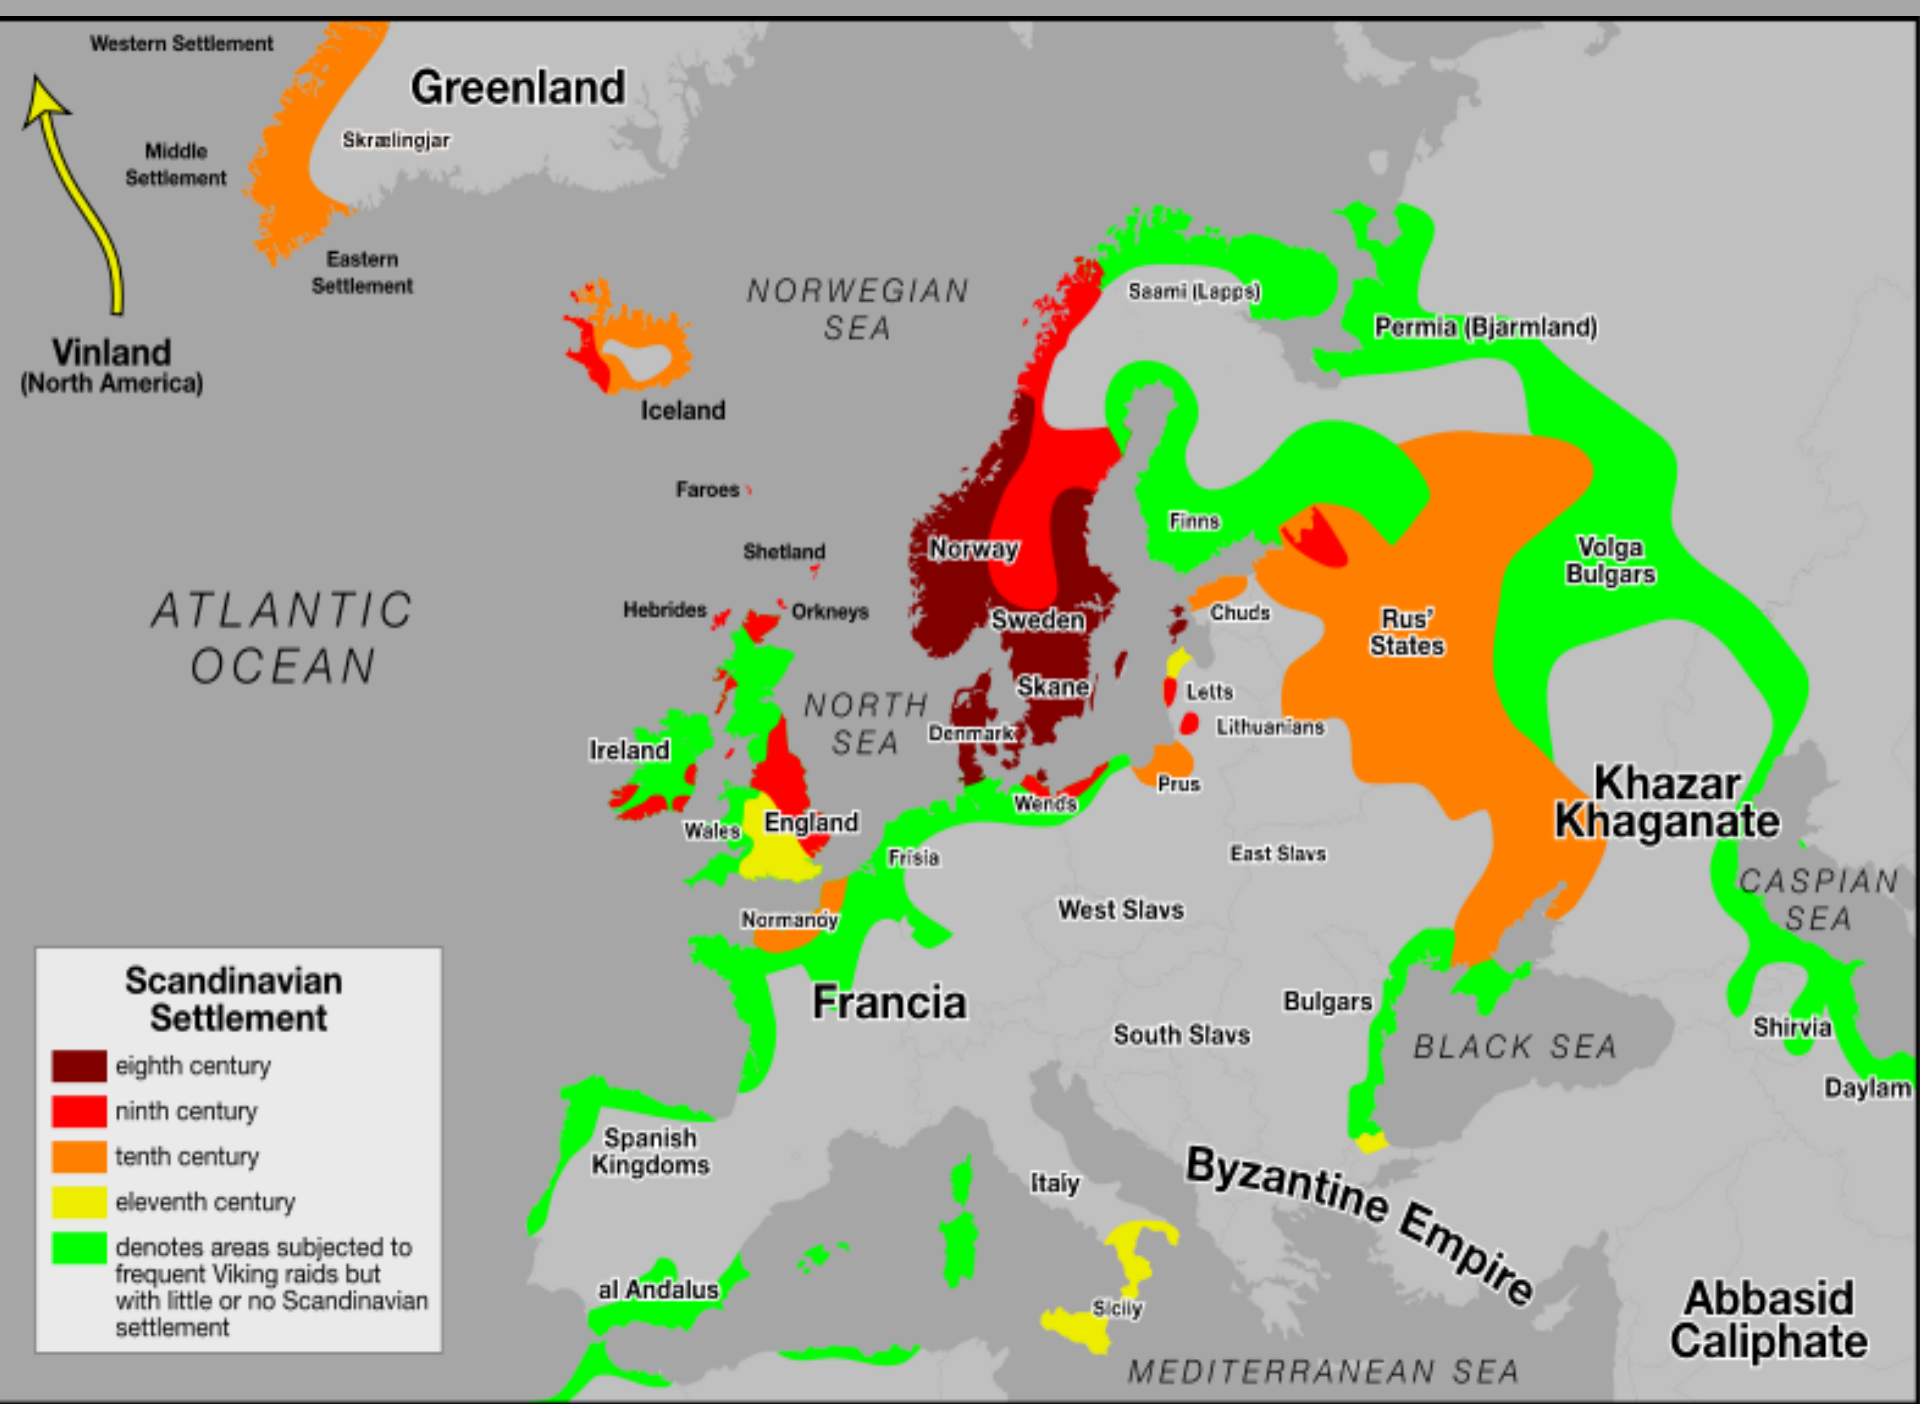 Western Settlement
Greenland
Skrælingjar
Middle
Settlement
Eastern
Settlement
Vinland
(North America)
NORWEGIAN
SEA
Iceland
Saami (Lapps)
Permia (Bjarmland)
Faroes
Shetland
Hebrides
Orkneys
ATLANTIC
OCEAN
Norway
Sweden
Skane
Denmark
Finns
Chuds
Letts
Lithuanians
Prus
Wends
Volga
Bulgars
Rus’
States
NORTH
SEA
Ireland
Wales
England
Frisia
Normandy
Khazar
Khaganate
East Slavs
West Slavs
CASPIAN
SEA
Francia
Bulgars
South Slavs
BLACK SEA
Shirvia
Daylam
Spanish
Kingdoms
Italy
Byzantine Empire
al Andalus
Sicily
MEDITERRANEAN SEA
Abbasid
Caliphate
Scandinavian
Settlement
eighth century
ninth century
tenth century
eleventh century
denotes areas subjected to
frequent Viking raids but
with little or no Scandinavian
settlement